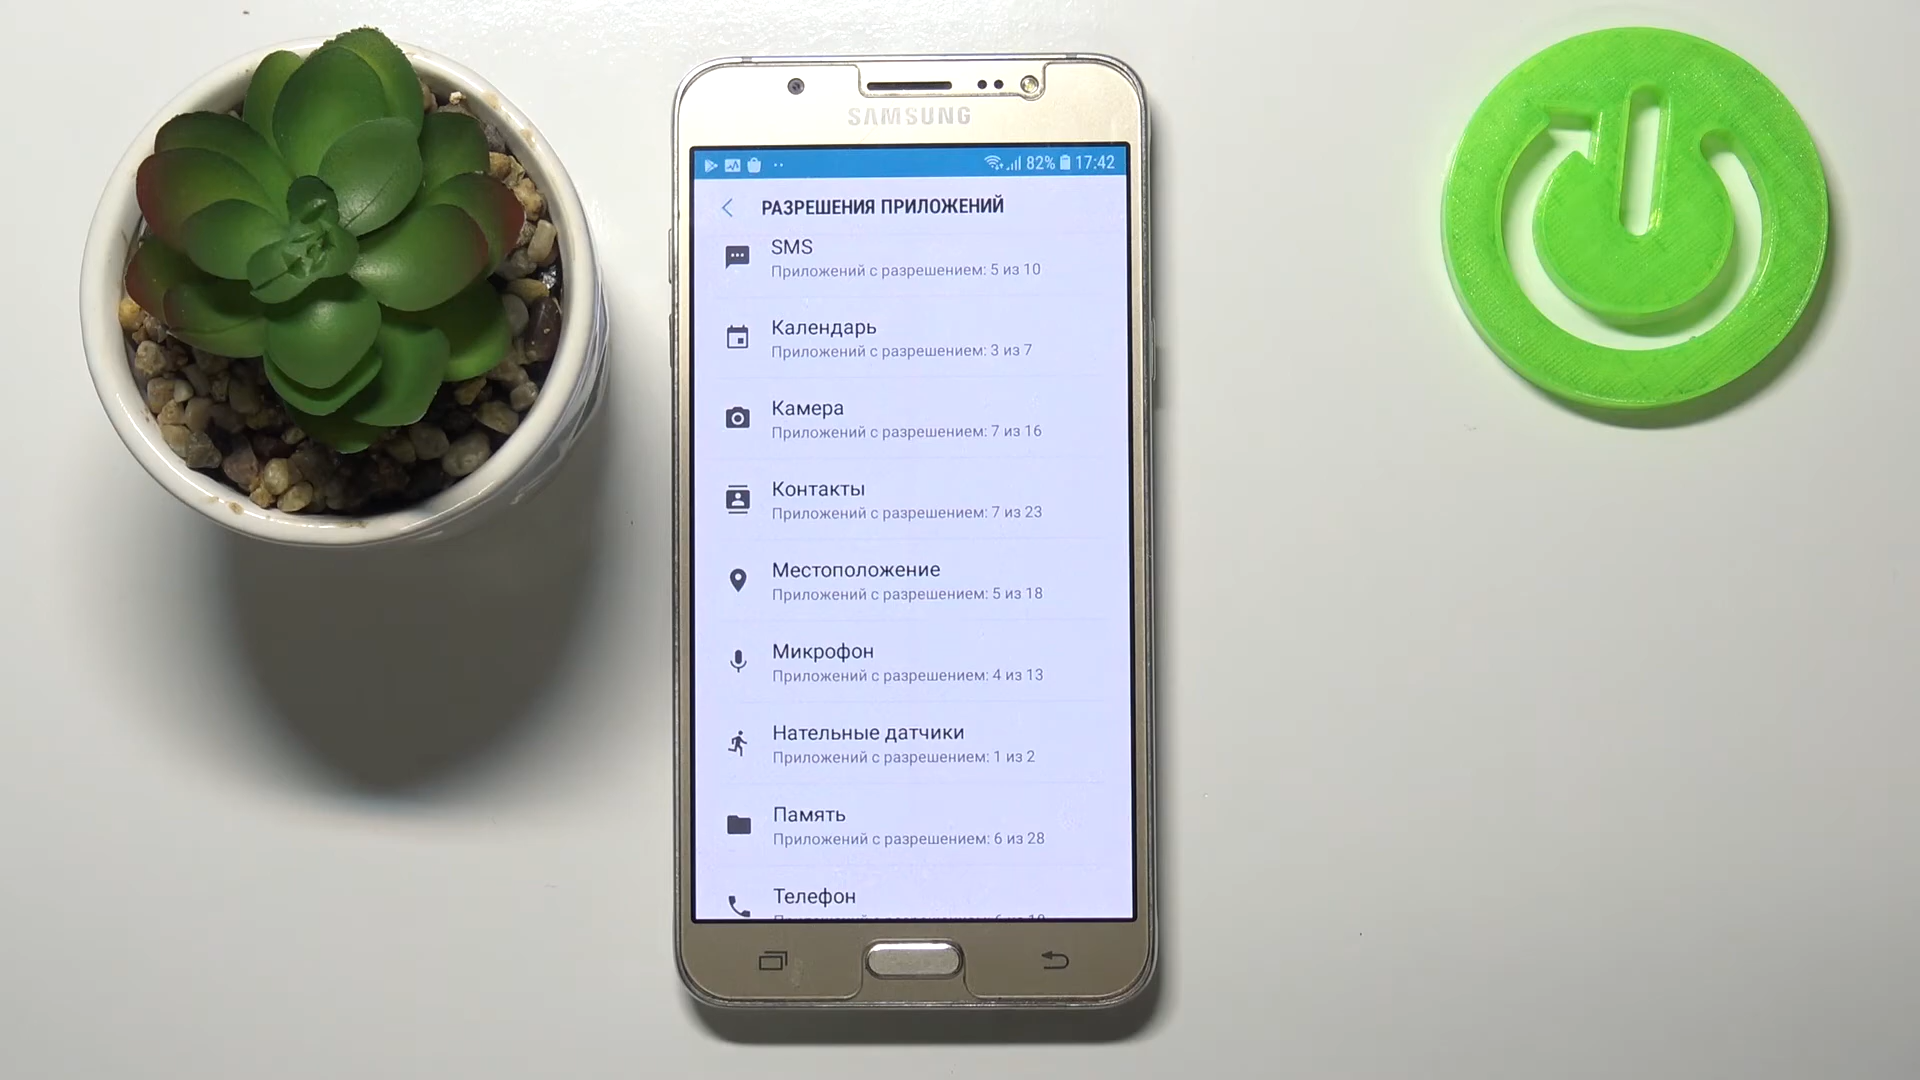 SAMSUNG
82% 17:42
РАЗРЕШЕНИЯ ПРИЛОЖЕНИЙ
SMS
Приложений с разрешением: 5 из 10
Календарь
Приложений с разрешением: 3 из 7
Камера
Приложений с разрешением: 7 из 16
Контакты
Приложений с разрешением: 7 из 23
Местоположение
Приложений с разрешением: 5 из 18
Микрофон
Приложений с разрешением: 4 из 13
Нательные датчики
Приложений с разрешением: 1 из 2
Память
Приложений с разрешением: 6 из 28
Телефон